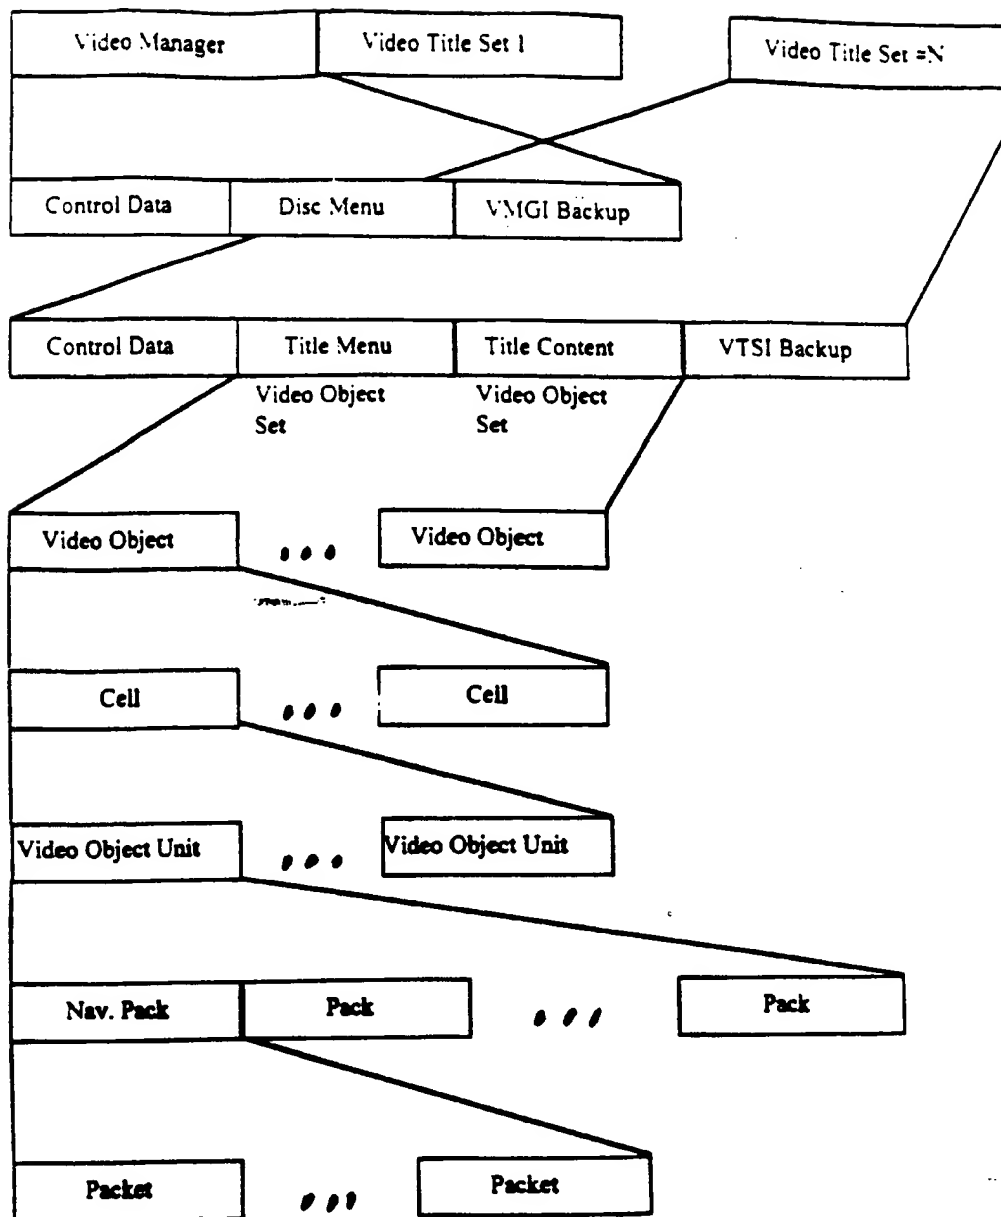 Video Manager
Video Title Set 1
Video Title Set =N
Control Data
Disc Menu
VMGI Backup
Control Data
Title Menu
Title Content
VTSI Backup
Video Object
Set
Video Object
Set
Video Object
Video Object
Cell
Cell
Video Object Unit
Video Object Unit
Nav. Pack
Pack
Pack
Packet
Packet